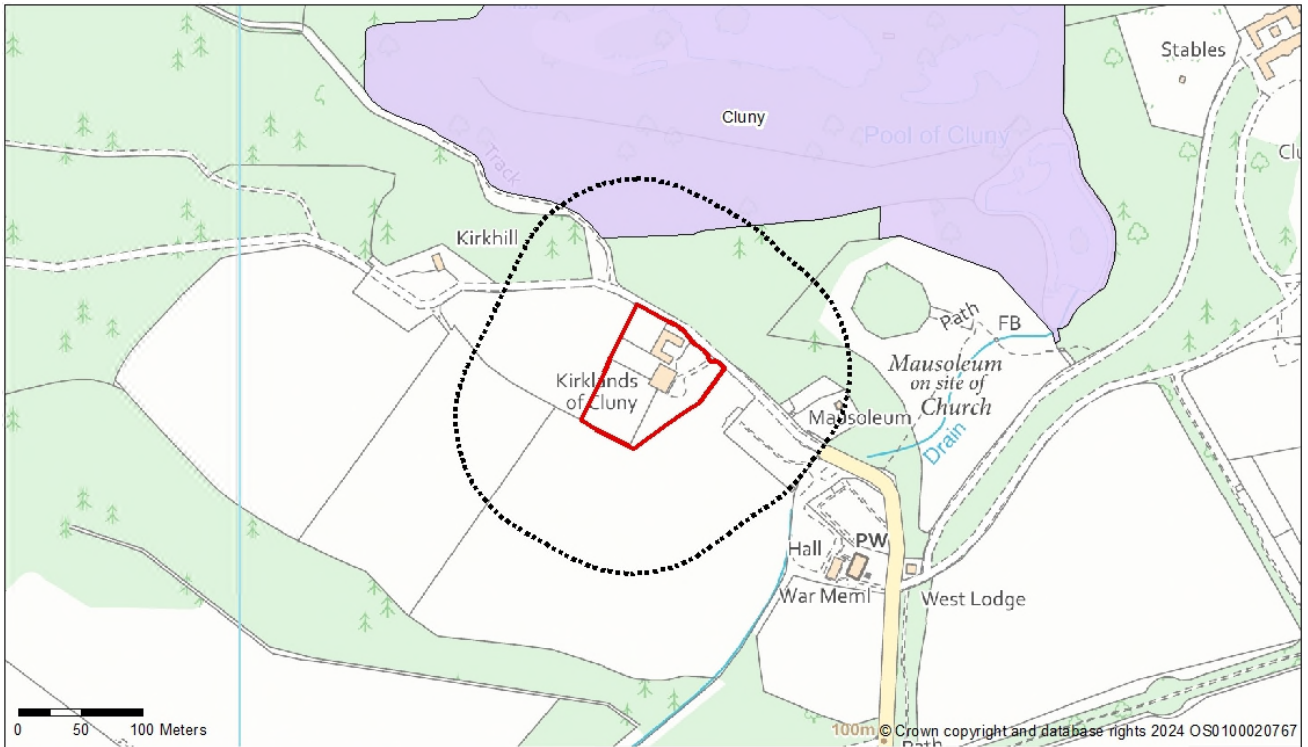 Stables
Cluny
Pool of Cluny
Clu
Track
Kirkhill
Path
FB
Mausoleum
on site of
Church
Kirklands
of Cluny
Mausoleum
Drain
Hall
PW
War Meml
West Lodge
0 50 100 Meters
100m
© Crown copyright and database rights 2024 OS0100020767
Path